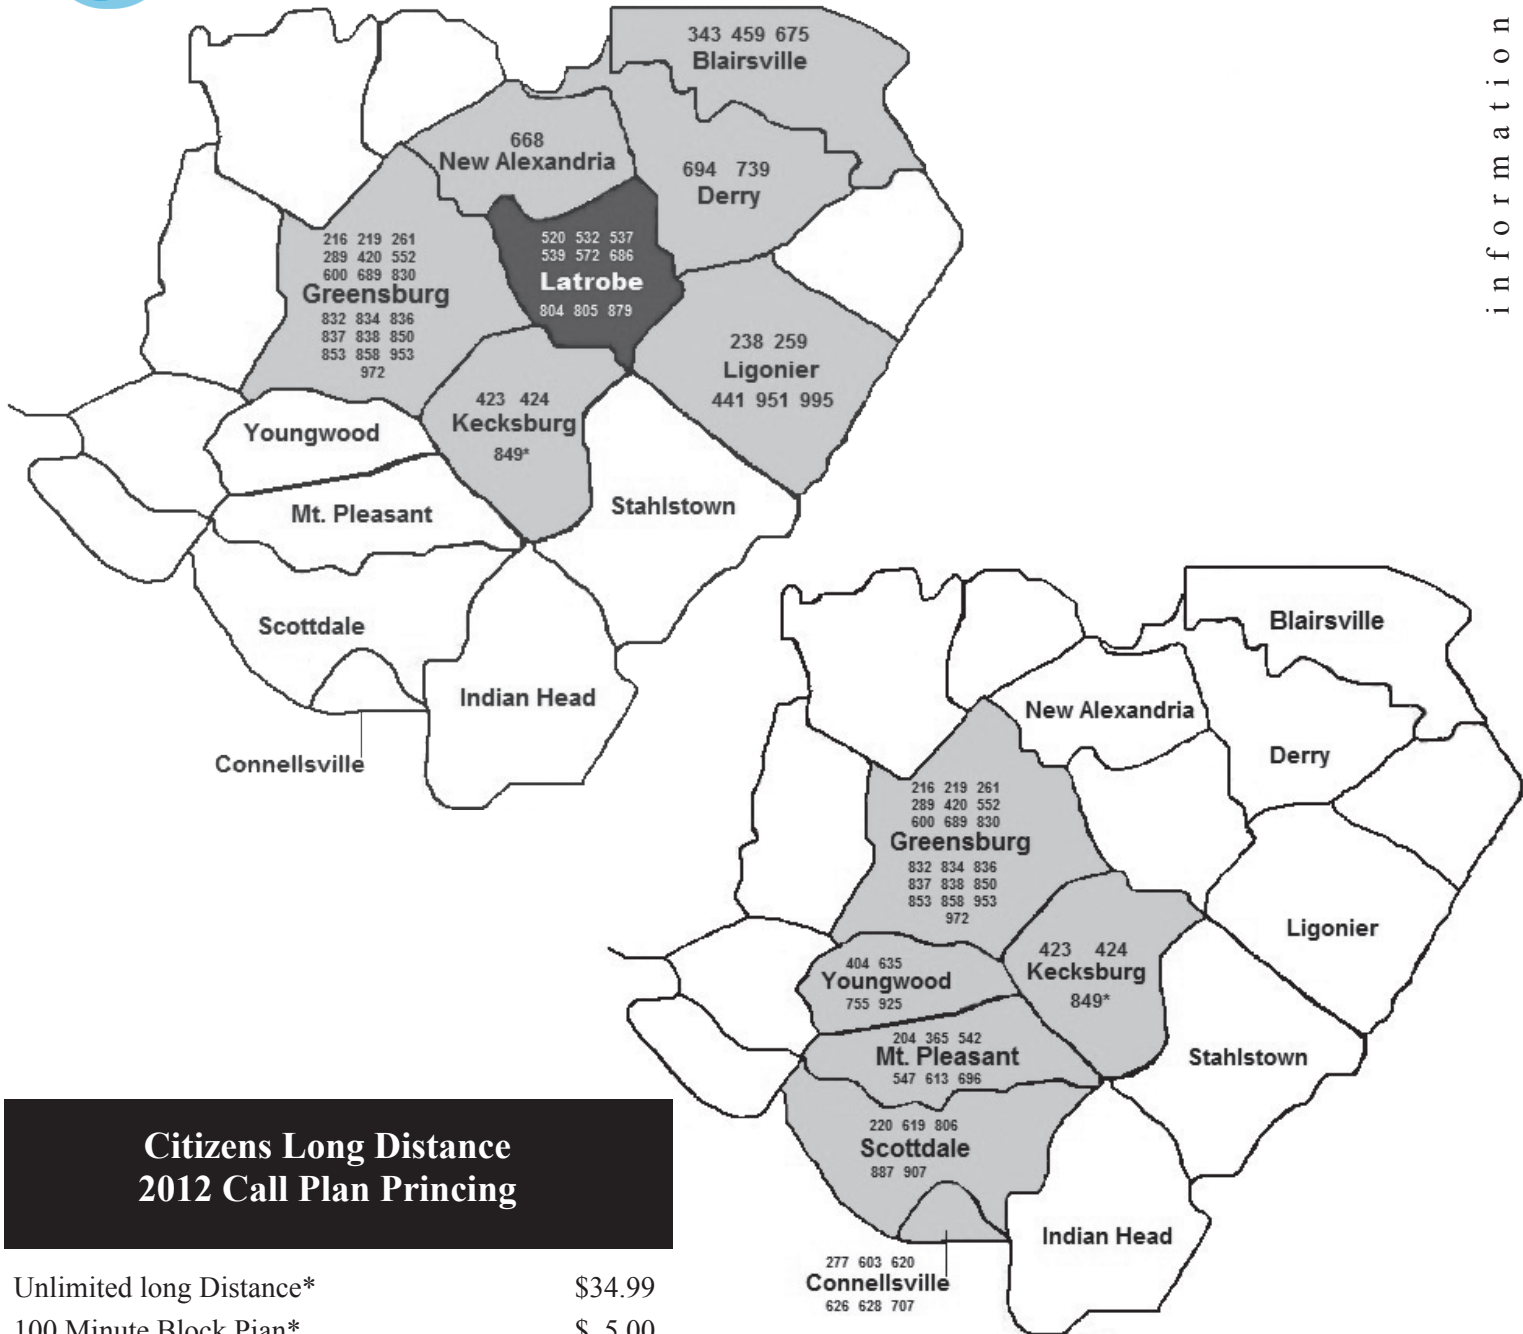 information
343 459 675
Blairsville
668
New Alexandria
694 739
Derry
216 219 261
289 420 552
600 689 830
Greensburg
832 834 836
837 838 850
853 858 953
972
520 532 537
539 572 686
Latrobe
804 805 879
238 259
Ligonier
441 951 995
423 424
Kecksburg
849*
Youngwood
Mt. Pleasant
Stahlstown
Scottdale
Indian Head
Connellsville
Blairsville
New Alexandria
Derry
216 219 261
289 420 552
600 689 830
Greensburg
832 834 836
837 838 850
853 858 953
972
Ligonier
423 424
Kecksburg
849*
404 635
Youngwood
755 925
204 365 542
Mt. Pleasant
547 613 696
Stahlstown
220 619 806
Scottdale
887 907
Indian Head
277 603 620
Connellsville
626 628 707
Citizens Long Distance
2012 Call Plan Princing
Unlimited long Distance* $34.99
100 Minute Block Pian* $ 5.00